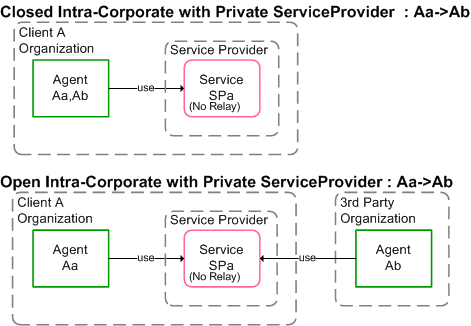 Closed Intra-Corporate with Private ServiceProvider : Aa->Ab
Client A
Organization
Service Provider
Agent
Aa,Ab
use
Service
SPa
(No Relay)
Open Intra-Corporate with Private ServiceProvider : Aa->Ab
Client A
Organization
3rd Party
Organization
Service Provider
Agent
Aa
use
Service
SPa
(No Relay)
use
Agent
Ab